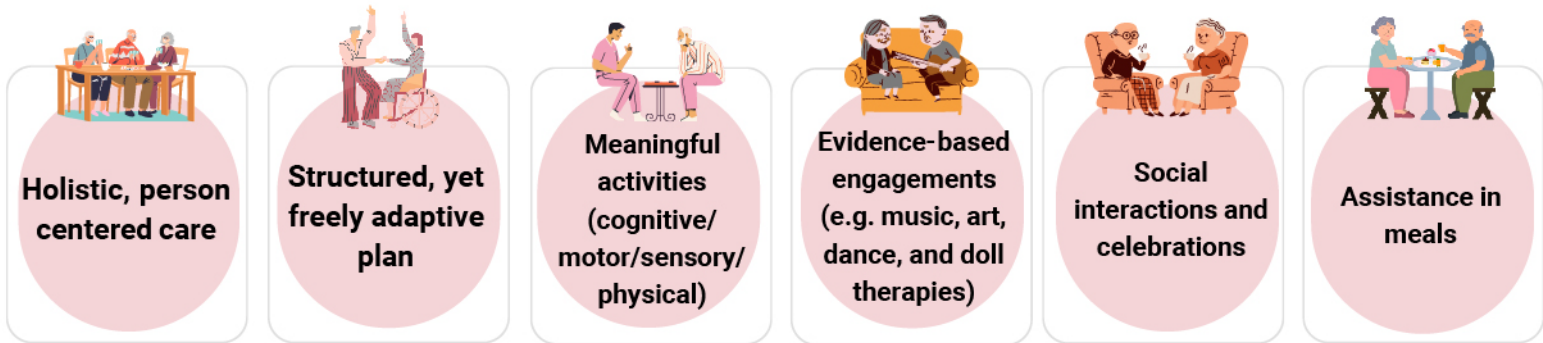 Holistic, person
centered care
Structured, yet
freely adaptive
plan
Meaningful
activities
(cognitive/
motor/sensory/
physical)
Evidence-based
engagements
(e.g. music, art,
dance, and doll
therapies)
Social
interactions and
celebrations
Assistance in
meals